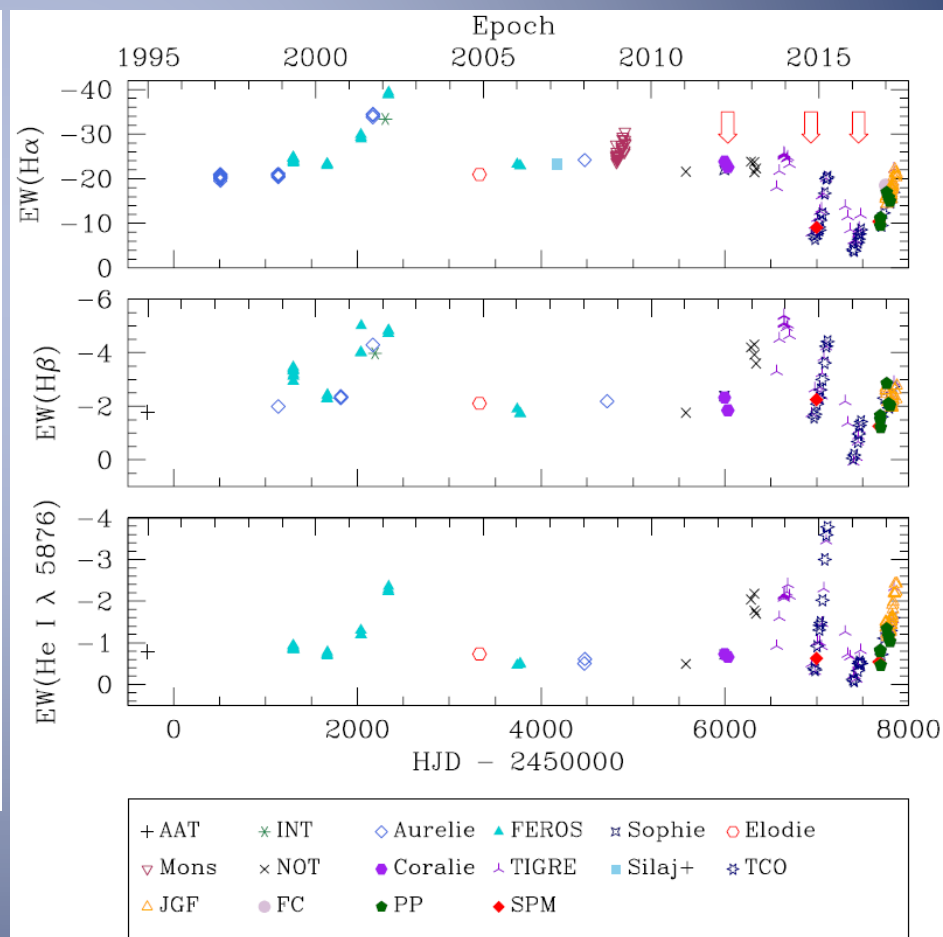 Epoch
1995 2000 2005 2010 2015
EW(Hα)
−40
−30
−20
−10
0
EW(Hβ)
−6
−4
−2
0
EW(He I λ 5876)
−4
−3
−2
−1
0
0 2000 4000 6000 8000
HJD − 2450000
AAT INT Aurelie FEROS Sophie Elodie
Mons NOT Coralie TIGRE Silaj+ TCO
JGF FC PP SPM